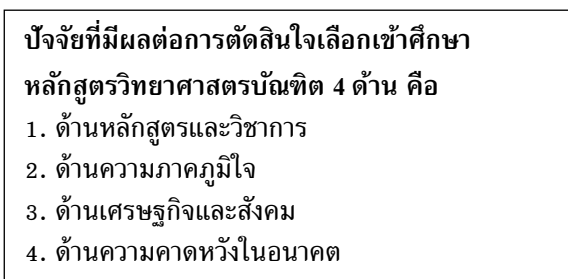 ปัจจัยที่มีผลต่อการตัดสินใจเลือกเข้าศึกษา
หลักสูตรวิทยาศาสตรบัณฑิต 4 ด้าน คือ
1. ด้านหลักสูตรและวิชาการ
2. ด้านความภาคภูมิใจ
3. ด้านเศรษฐกิจและสังคม
4. ด้านความคาดหวังในอนาคต